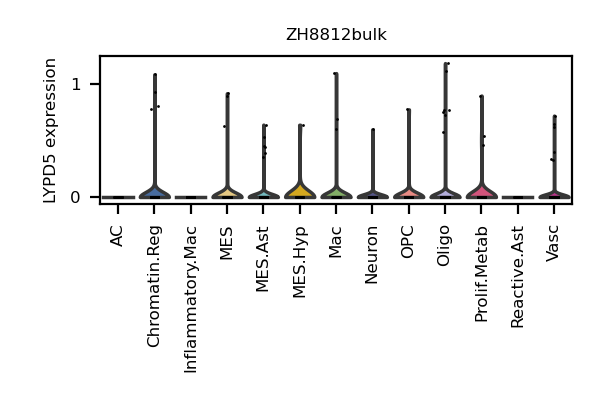 ZH8812bulk
LYPD5 expression
1
0
AC
Chromatin.Reg
Inflammatory.Mac
MES
MES.Ast
MES.Hyp
Mac
Neuron
OPC
Oligo
Prolif.Metab
Reactive.Ast
Vasc